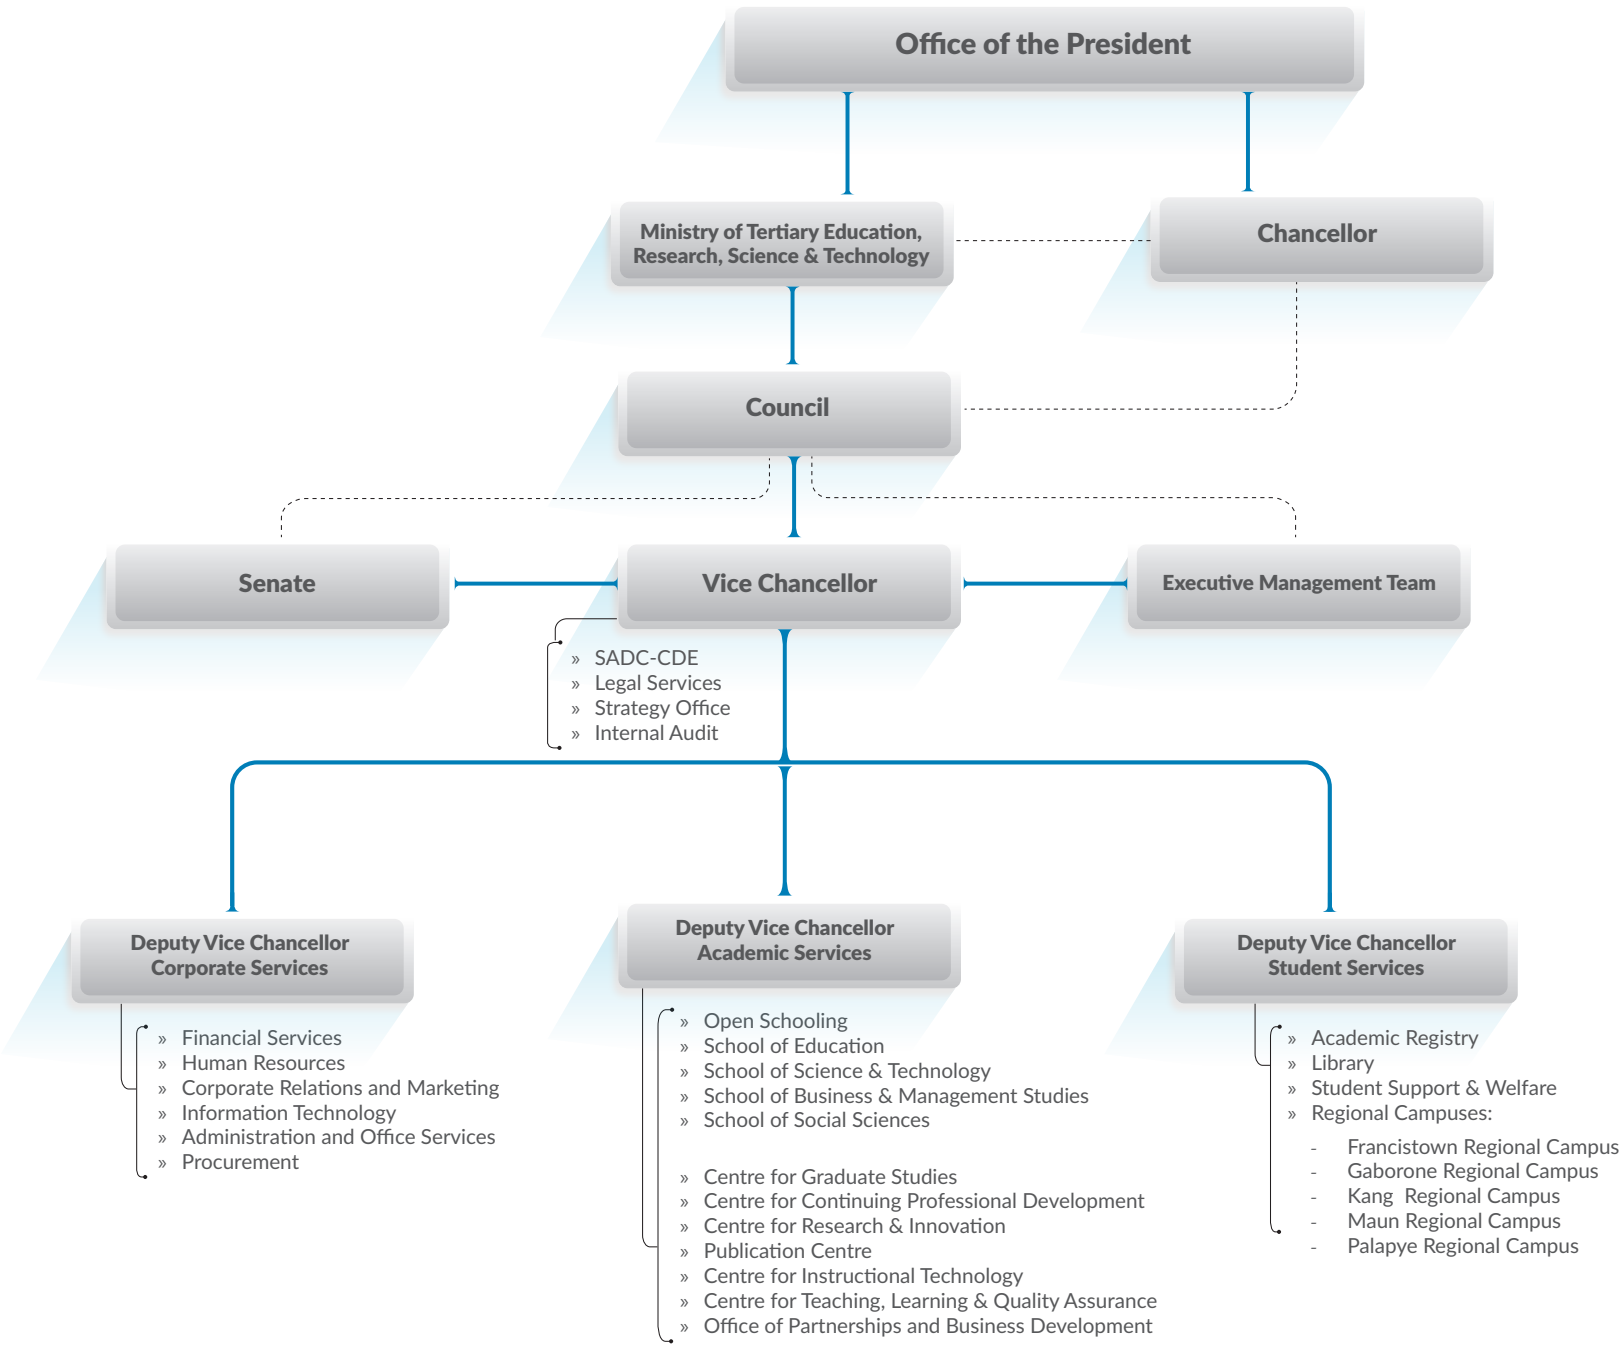 Office of the President
Ministry of Tertiary Education,
Research, Science & Technology
Chancellor
Council
Senate
Vice Chancellor
Executive Management Team
» SADC-CDE
» Legal Services
» Strategy Office
» Internal Audit
Deputy Vice Chancellor
Corporate Services
» Financial Services
» Human Resources
» Corporate Relations and Marketing
» Information Technology
» Administration and Office Services
» Procurement
Deputy Vice Chancellor
Academic Services
» Open Schooling
» School of Education
» School of Science & Technology
» School of Business & Management Studies
» School of Social Sciences
» Centre for Graduate Studies
» Centre for Continuing Professional Development
» Centre for Research & Innovation
» Publication Centre
» Centre for Instructional Technology
» Centre for Teaching, Learning & Quality Assurance
» Office of Partnerships and Business Development
Deputy Vice Chancellor
Student Services
» Academic Registry
» Library
» Student Support & Welfare
» Regional Campuses:
- Francistown Regional Campus
- Gaborone Regional Campus
- Kang Regional Campus
- Maun Regional Campus
- Palapye Regional Campus